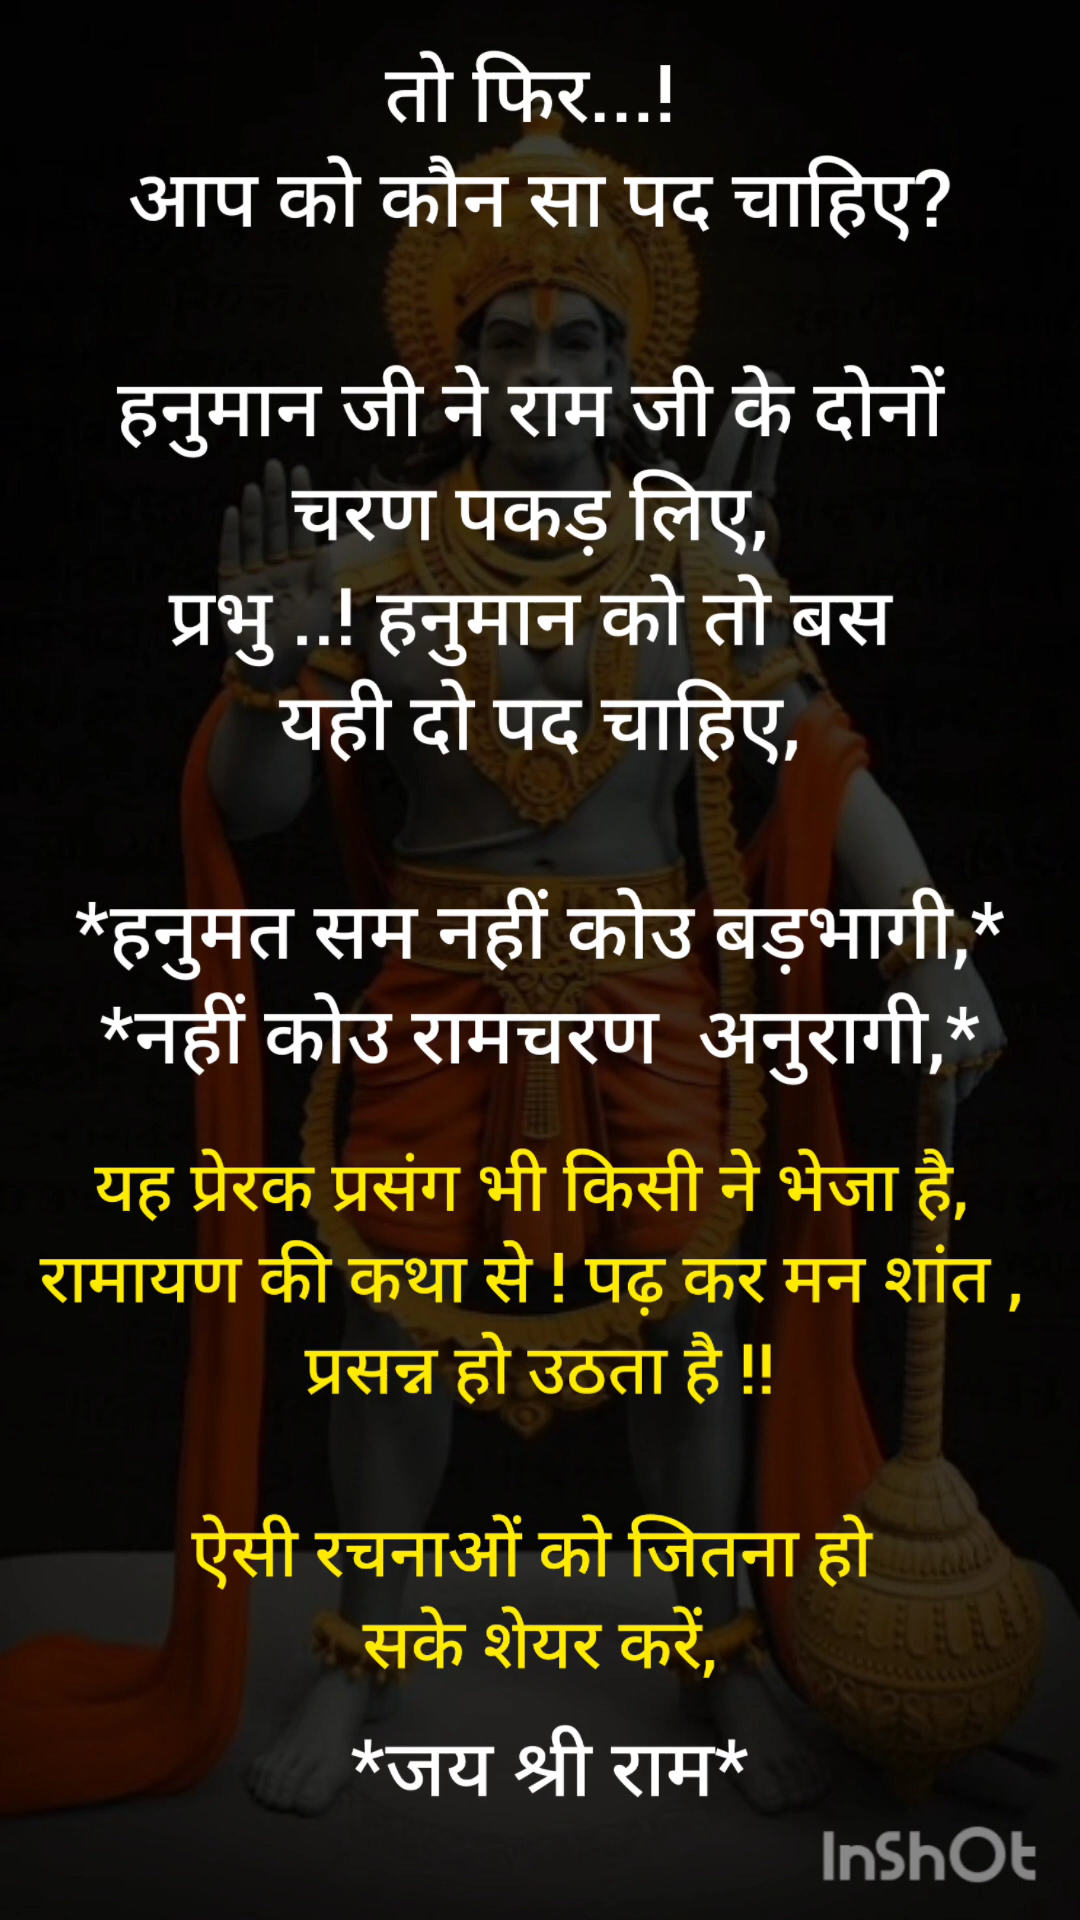 तो फिर...!
आप को कौन सा पद चाहिए?
हनुमान जी ने राम जी के दोनों
चरण पकड़ लिए,
प्रभु ..! हनुमान को तो बस
यही दो पद चाहिए,
*हनुमत सम नहीं कोउ बड़भागी,*
*नहीं कोउ रामचरण  अनुरागी,*
यह प्रेरक प्रसंग भी किसी ने भेजा है,
रामायण की कथा से ! पढ़ कर मन शांत ,
प्रसन्न हो उठता है !!
ऐसी रचनाओं को जितना हो
सके शेयर करें,
*जय श्री राम*
InShOt